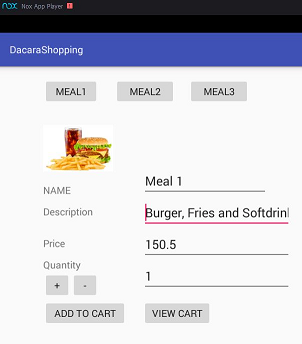 nox Nox App Player
DacaraShopping
MEAL1 MEAL2 MEAL3
NAME Meal 1
Description Burger, Fries and Softdrin
Price 150.5
Quantity 1
+ -
ADD TO CART VIEW CART